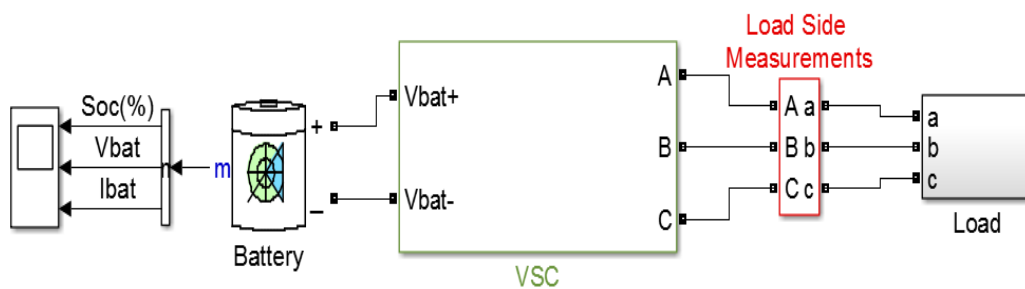 Soc(%)
Vbat
Ibat
m
+
–
Battery
Vbat+
Vbat-
A
B
C
VSC
Load Side
Measurements
A a
B b
C c
a
b
c
Load